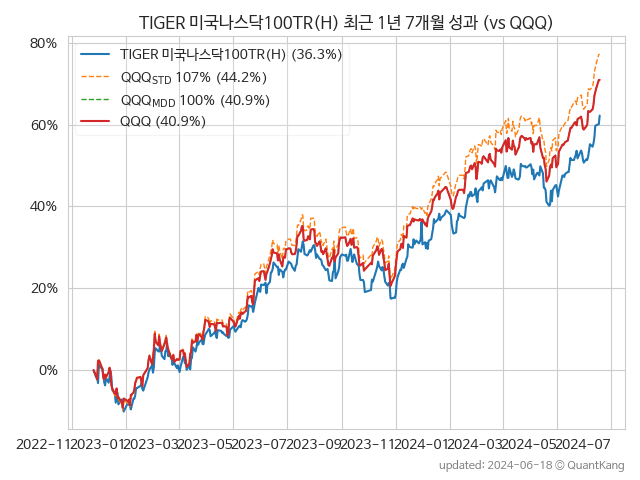 TIGER 미국나스닥100TR(H) 최근 1년 7개월 성과 (vs QQQ)
80%
60%
40%
20%
0%
TIGER 미국나스닥100TR(H) (36.3%)
QQQSTD 107% (44.2%)
QQQMDD 100% (40.9%)
QQQ (40.9%)
2022-11 2023-01 2023-03 2023-05 2023-07 2023-09 2023-11 2024-01 2024-03 2024-05 2024-07
updated: 2024-06-18 © QuantKang